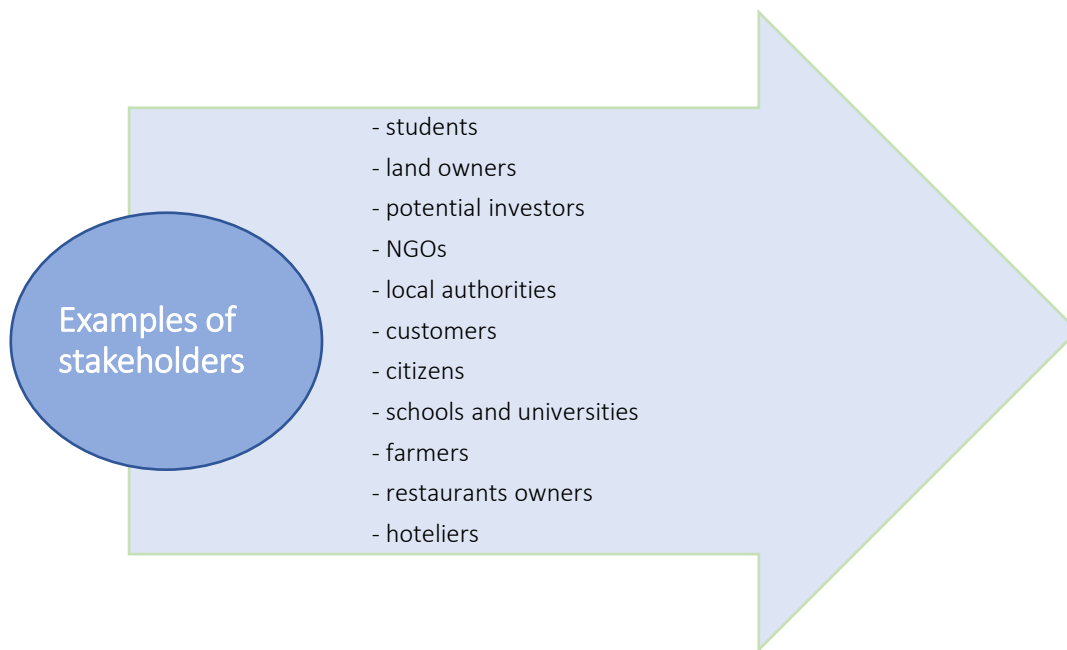 Examples of
stakeholders
- students
- land owners
- potential investors
- NGOs
- local authorities
- customers
- citizens
- schools and universities
- farmers
- restaurants owners
- hoteliers